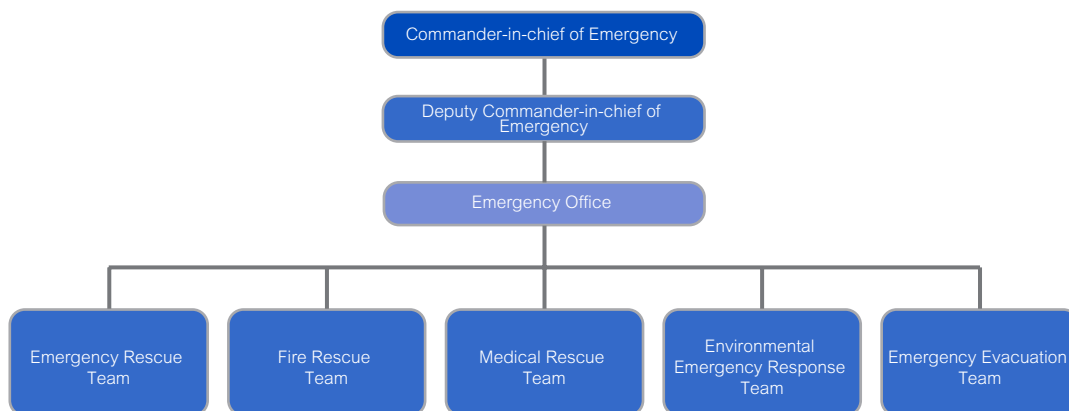 Commander-in-chief of Emergency
Deputy Commander-in-chief of
Emergency
Emergency Office
Emergency Rescue
Team
Fire Rescue
Team
Medical Rescue
Team
Environmental
Emergency Response
Team
Emergency Evacuation
Team